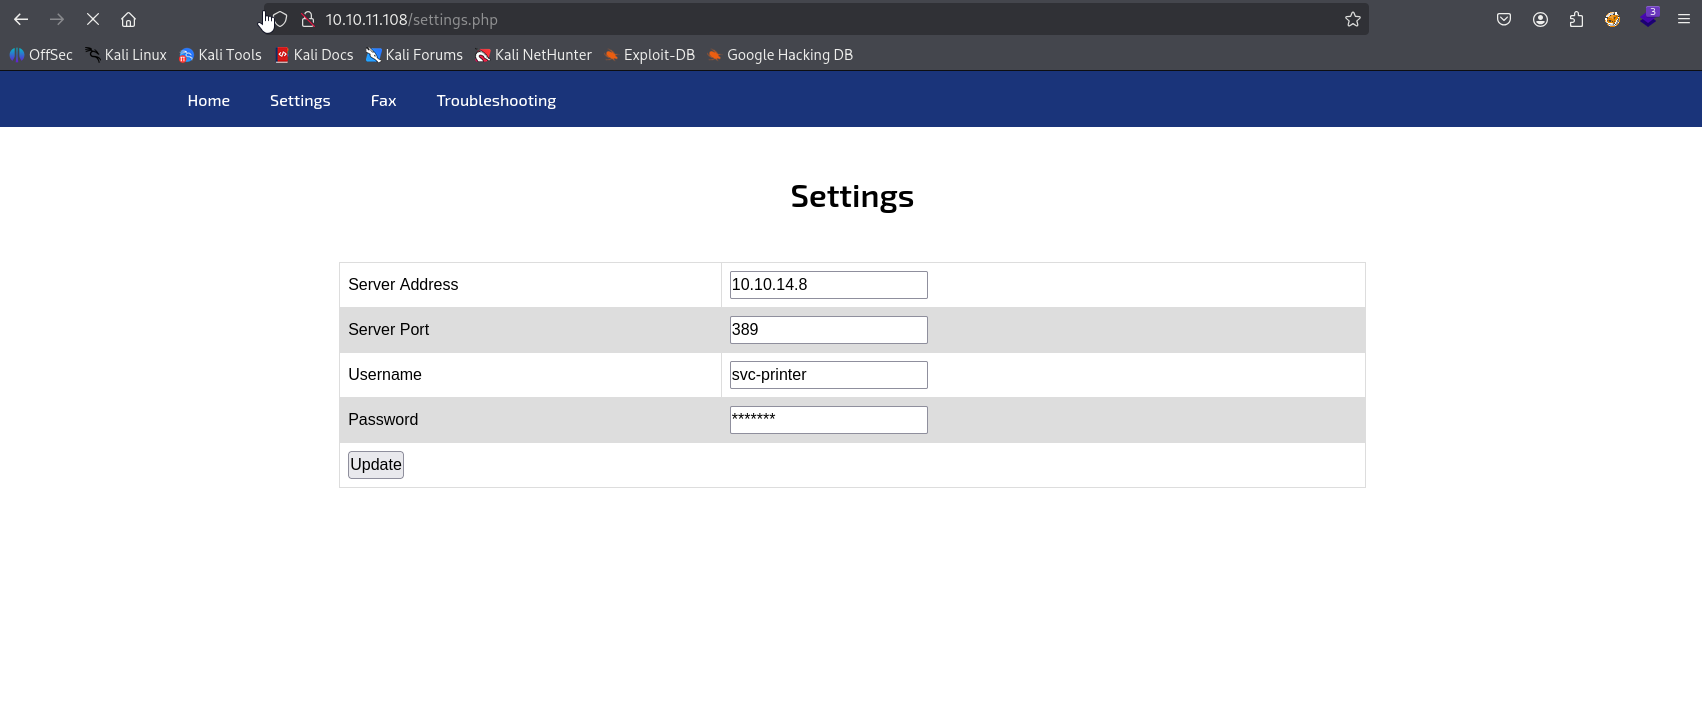 10.10.11.108/settings.php
3
OffSec Kali Linux Kali Tools Kali Docs Kali Forums Kali NetHunter Exploit-DB Google Hacking DB
Home Settings Fax Troubleshooting
Settings
Server Address 10.10.14.8
Server Port 389
Username svc-printer
Password *******
Update